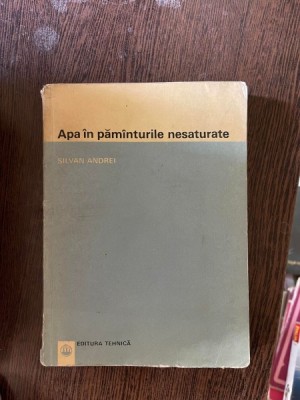 Apa în pămînturile nesaturate
SILVAN ANDREI
EDITURA TEHNICĂ